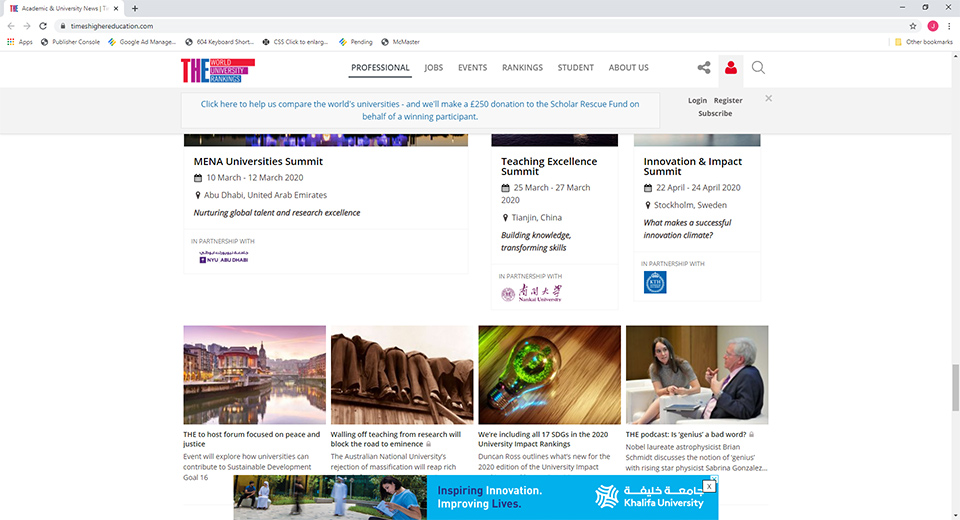 THE Academic & University News | Ti
timeshighereducation.com
J
Apps
Publisher Console
Google Ad Manage...
604 Keyboard Short...
CSS Click to enlarg...
Pending
McMaster
Other bookmarks
THE WORLD
UNIVERSITY
RANKINGS
PROFESSIONAL
JOBS
EVENTS
RANKINGS
STUDENT
ABOUT US
Click here to help us compare the world's universities - and we'll make a £250 donation to the Scholar Rescue Fund on
behalf of a winning participant.
Login Register
Subscribe
MENA Universities Summit
10 March - 12 March 2020
Abu Dhabi, United Arab Emirates
Nurturing global talent and research excellence
IN PARTNERSHIP WITH
جامعة نيويورك أبوظبي
NYU ABU DHABI
Teaching Excellence
Summit
25 March - 27 March
2020
Tianjin, China
Building knowledge,
transforming skills
IN PARTNERSHIP WITH
南開大學
Nankai University
Innovation & Impact
Summit
22 April - 24 April 2020
Stockholm, Sweden
What makes a successful
innovation climate?
IN PARTNERSHIP WITH
KTH
THE to host forum focused on peace and
justice
Event will explore how universities can
contribute to Sustainable Development
Goal 16
Walling off teaching from research will
block the road to eminence
The Australian National University's
rejection of massification will reap rich
We're including all 17 SDGs in the 2020
University Impact Rankings
Duncan Ross outlines what's new for the
2020 edition of the University Impact
THE podcast: Is 'genius' a bad word?
Nobel laureate astrophysicist Brian
Schmidt discusses the notion of 'genius'
with rising star physicist Sabrina Gonzalez...
Inspiring Innovation.
Improving Lives.
جامعة خليفة
Khalifa University
X